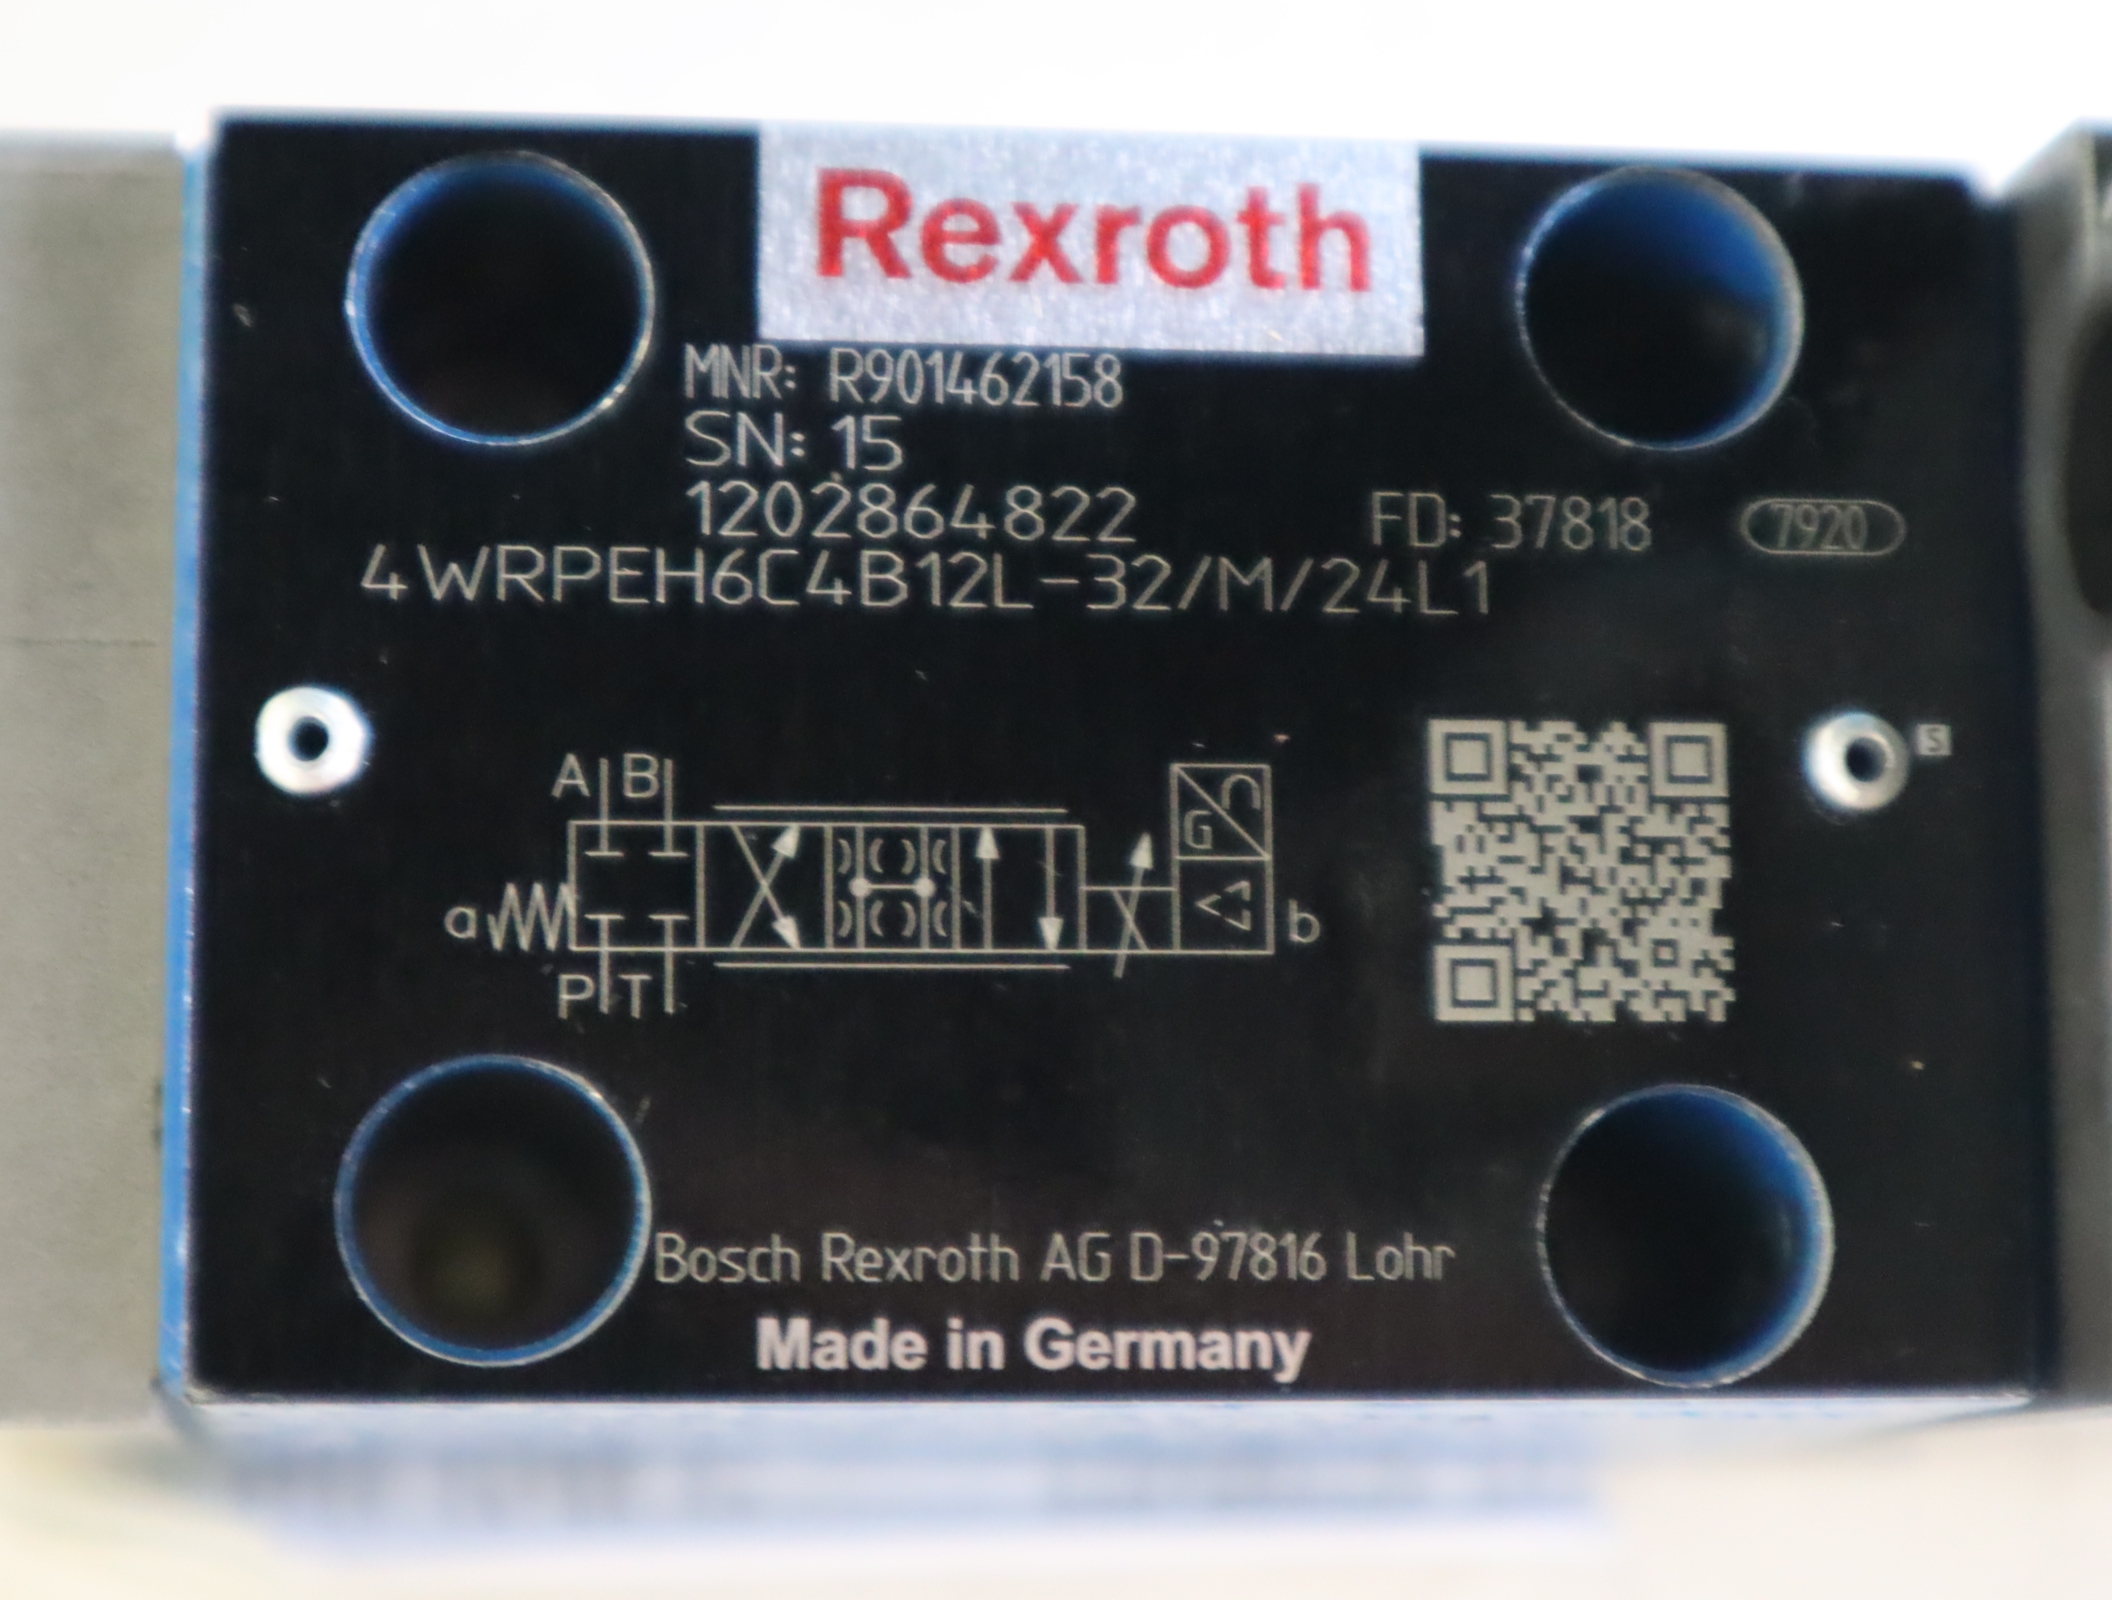 Rexroth
MNR: R901462158
SN: 15
1202864822 FD: 37818 7920
4WRPEH6C4B12L-32/M/24L1
S
A B
G
a b
P T
Bosch Rexroth AG D-97816 Lohr
Made in Germany